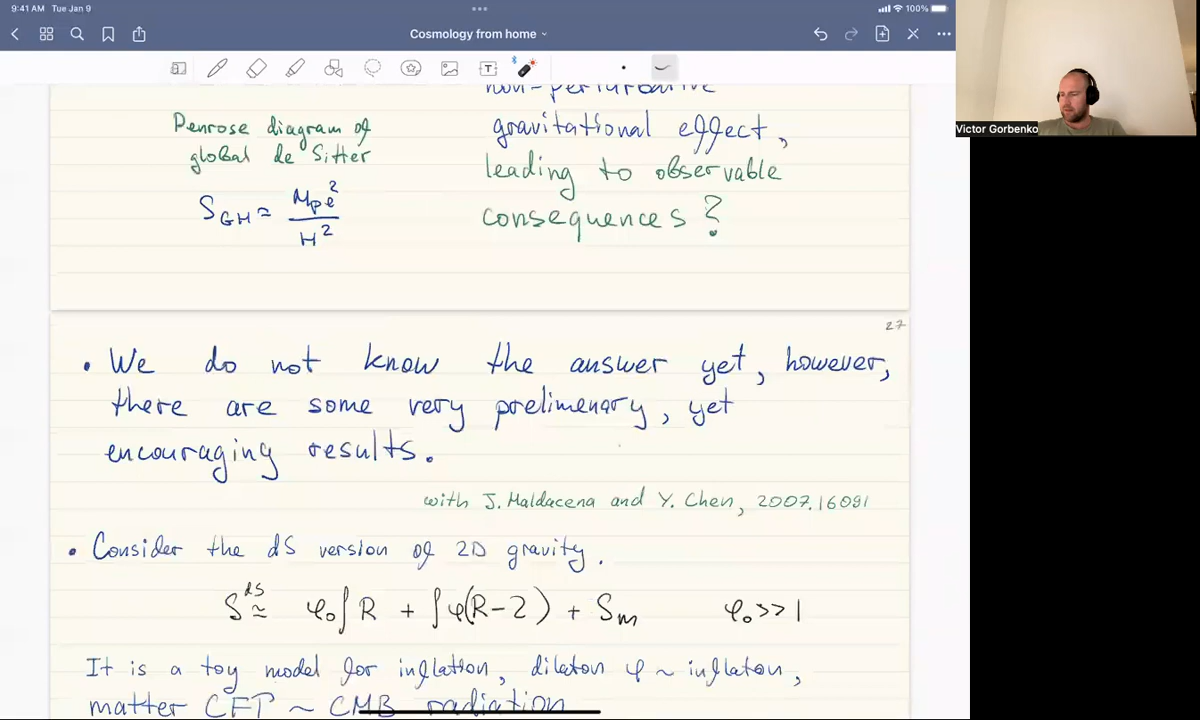 9:41 AM Tue Jan 9
100%
Cosmology from home
Victor Gorbenko
non-perturbative
Penrose diagram of
global de Sitter
gravitational effect,
leading to observable
consequences?
S_GH ≈ M_pl^2 / H^2
27
• We do not know the answer yet, however,
there are some very prelimenary, yet
encouraging results.
with J. Maldacena and Y. Chen, 2007.16091
• Consider the dS version of 2D gravity.
S^dS ≃ φ₀∫R + ∫φ(R-2) + S_m φ₀ >> 1
It is a toy model for inflation, dilaton φ ~ inflaton,
matter CFT ~ CMB radiation